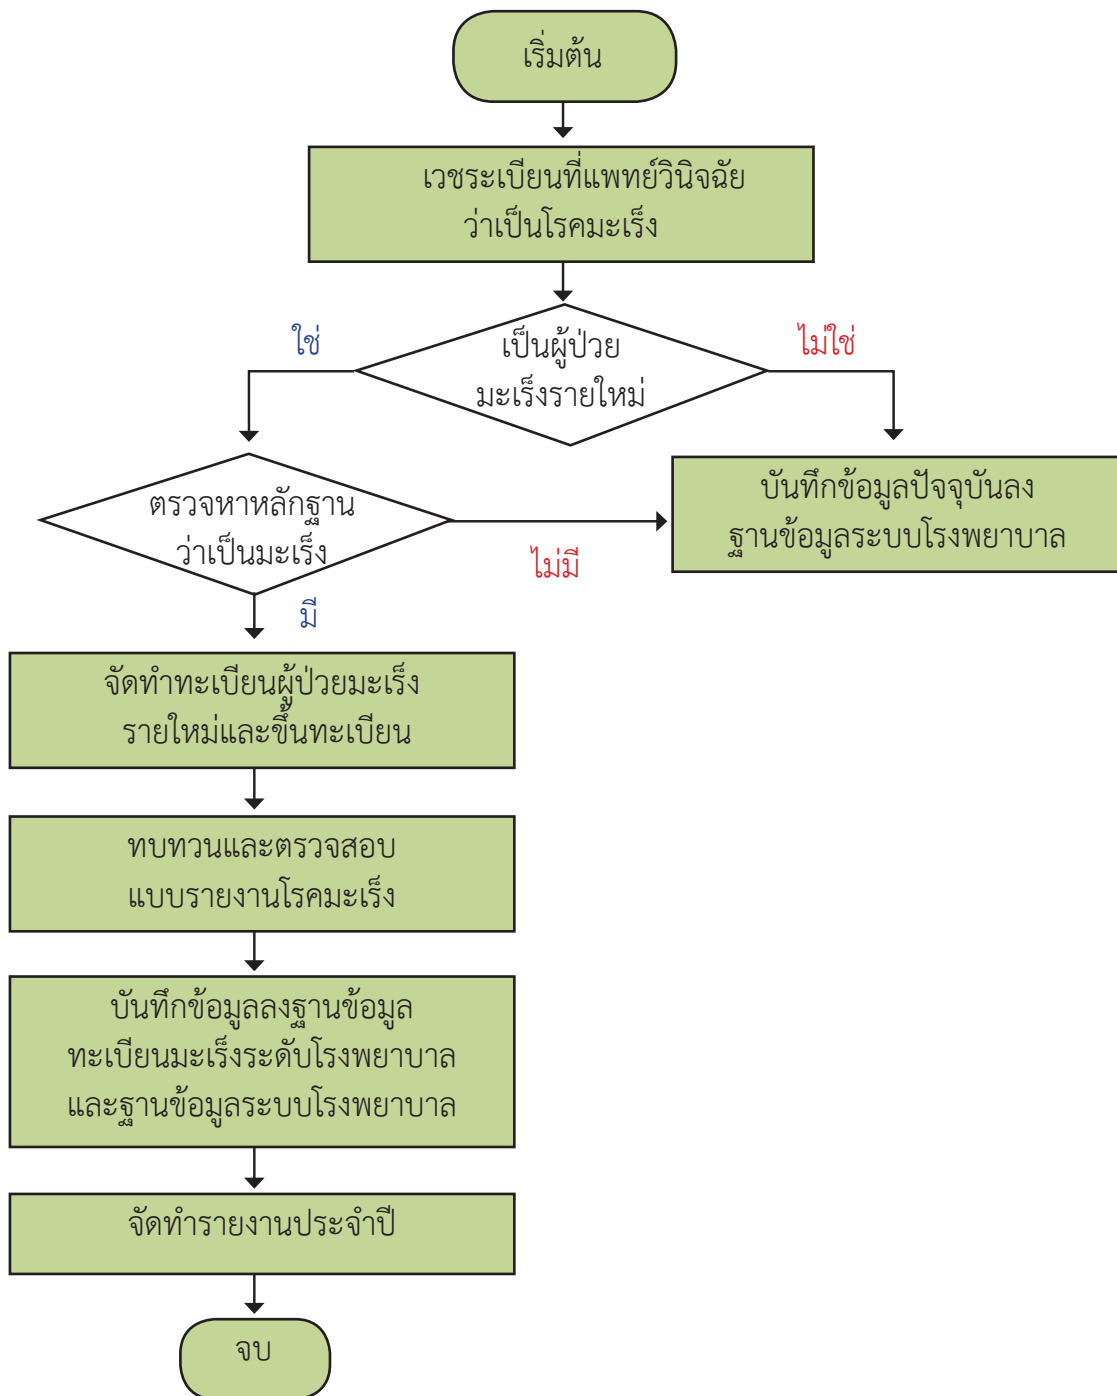 เริ่มต้น
เวชระเบียนที่แพทย์วินิจฉัย
ว่าเป็นโรคมะเร็ง
ใช่
เป็นผู้ป่วย
มะเร็งรายใหม่
ไม่ใช่
ตรวจหาหลักฐาน
ว่าเป็นมะเร็ง
ไม่มี
บันทึกข้อมูลปัจจุบันลง
ฐานข้อมูลระบบโรงพยาบาล
มี
จัดทำทะเบียนผู้ป่วยมะเร็ง
รายใหม่และขึ้นทะเบียน
ทบทวนและตรวจสอบ
แบบรายงานโรคมะเร็ง
บันทึกข้อมูลลงฐานข้อมูล
ทะเบียนมะเร็งระดับโรงพยาบาล
และฐานข้อมูลระบบโรงพยาบาล
จัดทำรายงานประจำปี
จบ